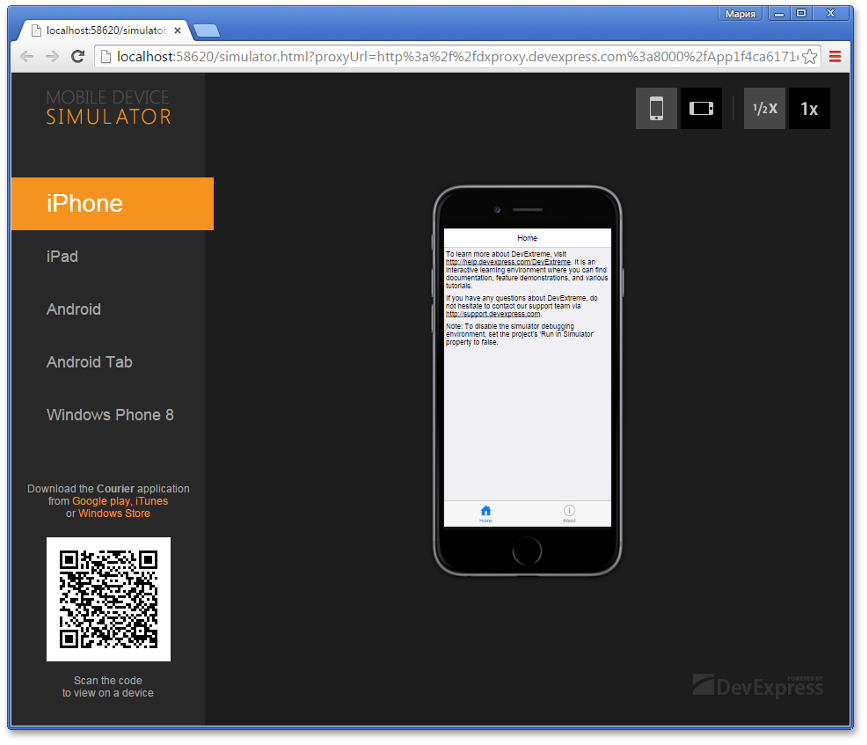 Мария
localhost:58620/simulator
localhost:58620/simulator.html?proxyUrl=http%3a%2f%2fdxproxy.devexpress.com%3a8000%2fApp1f4ca6171
MOBILE DEVICE
SIMULATOR
1/2X
1x
iPhone
iPad
Android
Android Tab
Windows Phone 8
Download the Courier application
from Google play, iTunes
or Windows Store
Scan the code
to view on a device
Home
To learn more about DevExtreme, visit
http://help.devexpress.com/DevExtreme. It is an
interactive learning environment where you can find
documentation, feature demonstrations, and various
tutorials.
If you have any questions about DevExtreme, do
not hesitate to contact our support team via
http://support.devexpress.com.
Note: To disable the simulator debugging
environment, set the project's 'Run in Simulator'
property to false.
Home
About
POWERED BY
DevExpress